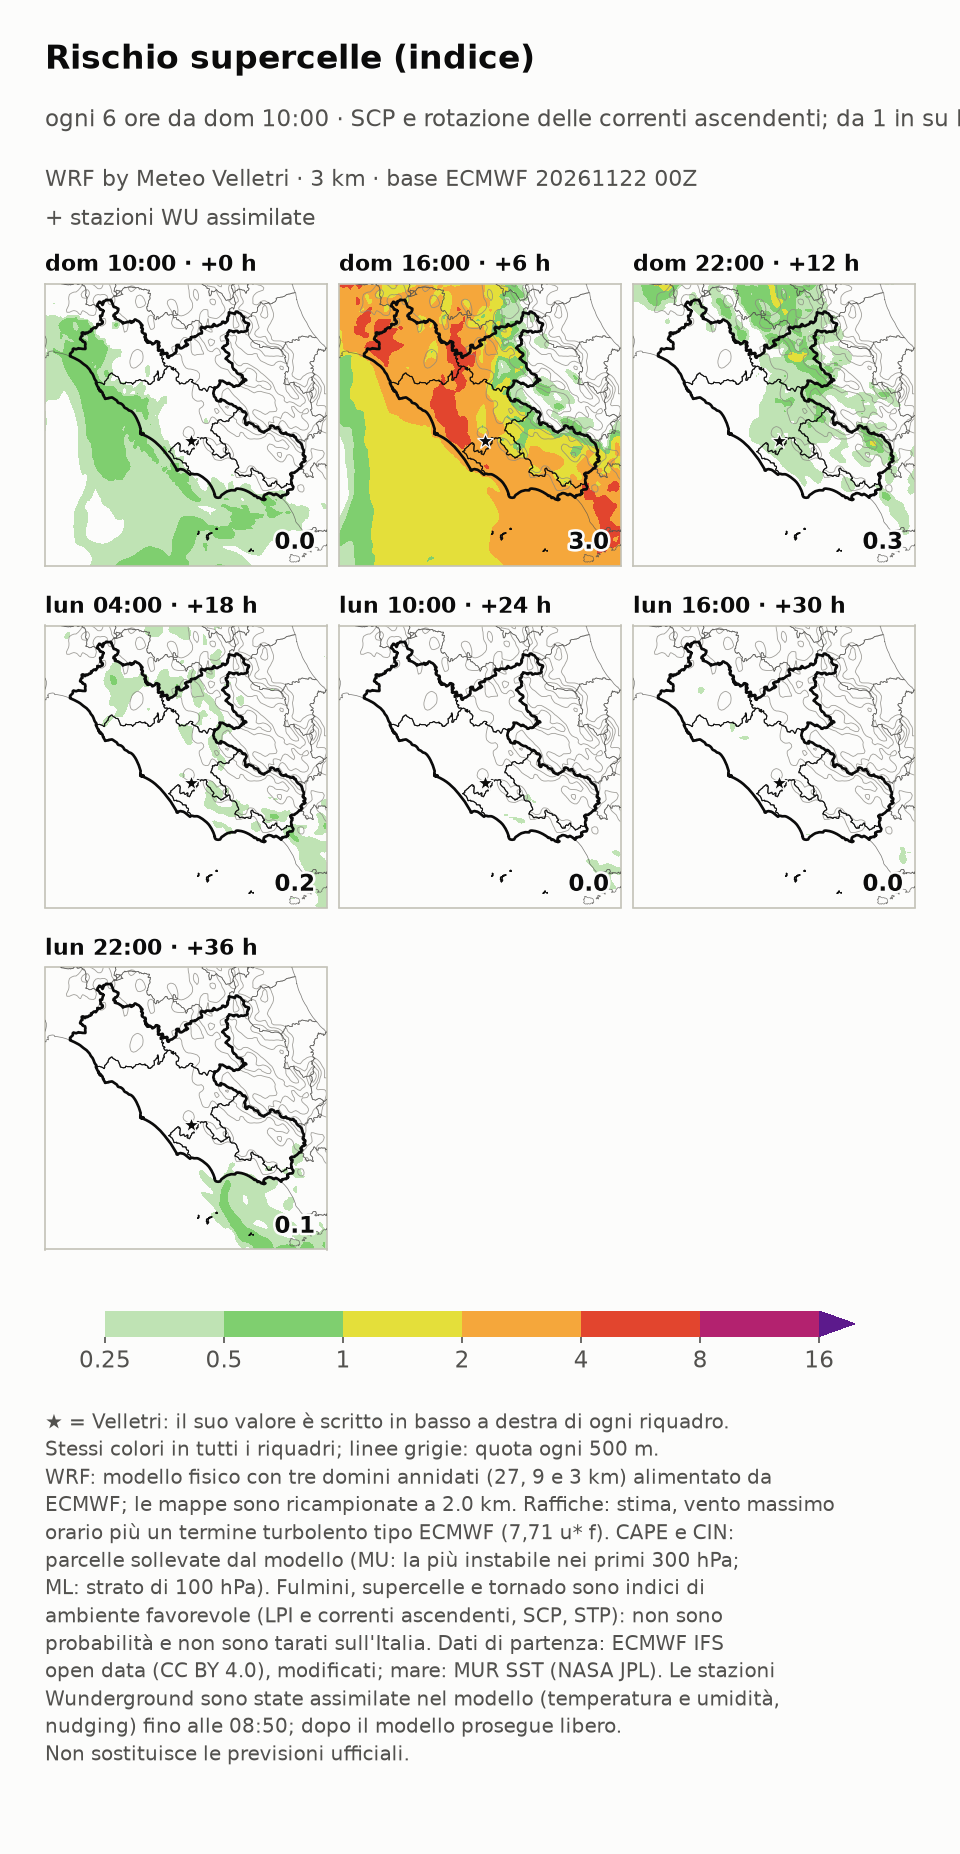 Rischio supercelle (indice)
ogni 6 ore da dom 10:00 · SCP e rotazione delle correnti ascendenti; da 1 in su
WRF by Meteo Velletri · 3 km · base ECMWF 20261122 00Z
+ stazioni WU assimilate
dom 10:00 · +0 h
dom 16:00 · +6 h
dom 22:00 · +12 h
0.0
3.0
0.3
lun 04:00 · +18 h
lun 10:00 · +24 h
lun 16:00 · +30 h
0.2
0.0
0.0
lun 22:00 · +36 h
0.1
0.25 0.5 1 2 4 8 16
★ = Velletri: il suo valore è scritto in basso a destra di ogni riquadro.
Stessi colori in tutti i riquadri; linee grigie: quota ogni 500 m.
WRF: modello fisico con tre domini annidati (27, 9 e 3 km) alimentato da
ECMWF; le mappe sono ricampionate a 2.0 km. Raffiche: stima, vento massimo
orario più un termine turbolento tipo ECMWF (7,71 u* f). CAPE e CIN:
parcelle sollevate dal modello (MU: la più instabile nei primi 300 hPa;
ML: strato di 100 hPa). Fulmini, supercelle e tornado sono indici di
ambiente favorevole (LPI e correnti ascendenti, SCP, STP): non sono
probabilità e non sono tarati sull'Italia. Dati di partenza: ECMWF IFS
open data (CC BY 4.0), modificati; mare: MUR SST (NASA JPL). Le stazioni
Wunderground sono state assimilate nel modello (temperatura e umidità,
nudging) fino alle 08:50; dopo il modello prosegue libero.
Non sostituisce le previsioni ufficiali.